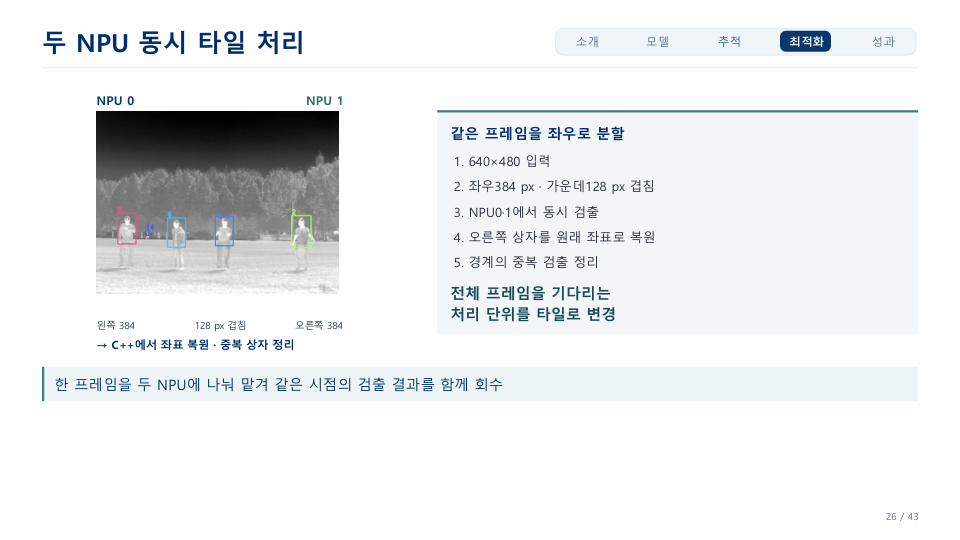 두 NPU 동시 타일 처리
소개 모델 추적 최적화 성과
NPU 0 NPU 1
왼쪽 384 128 px 겹침 오른쪽 384
→ C++에서 좌표 복원 · 중복 상자 정리
같은 프레임을 좌우로 분할
1. 640×480 입력
2. 좌우384 px · 가운데128 px 겹침
3. NPU0·1에서 동시 검출
4. 오른쪽 상자를 원래 좌표로 복원
5. 경계의 중복 검출 정리
전체 프레임을 기다리는
처리 단위를 타일로 변경
한 프레임을 두 NPU에 나눠 맡겨 같은 시점의 검출 결과를 함께 회수
26 / 43